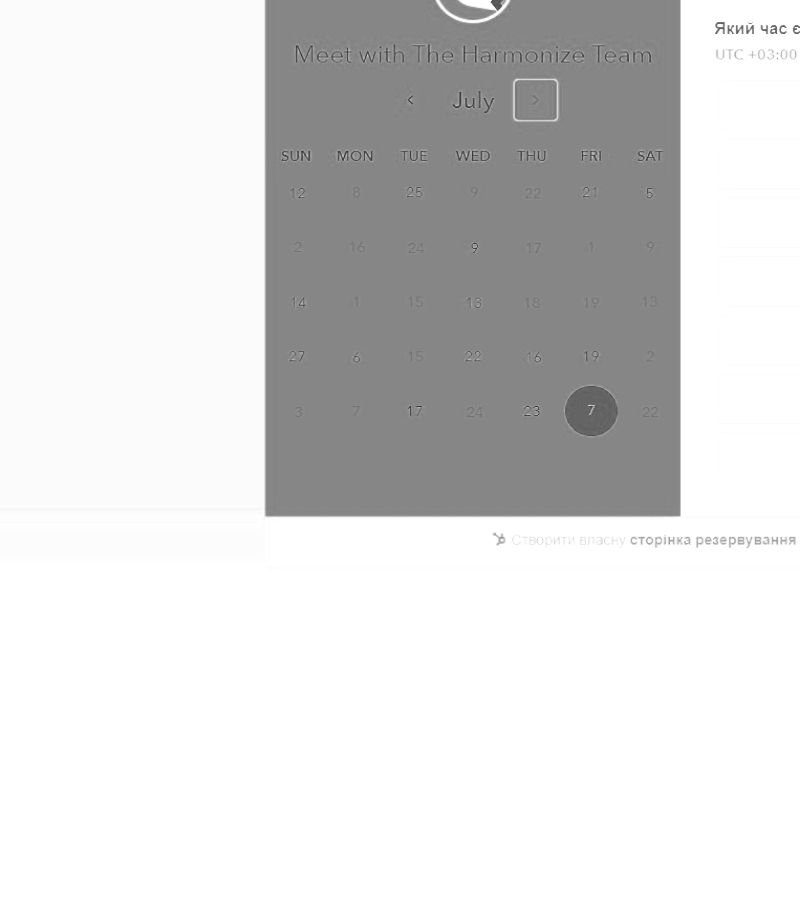 Який час є
UTC +03:00
Meet with The Harmonize Team
< July >
SUN MON TUE WED THU FRI SAT
12 8 25 9 22 21 5
2 16 24 9 17 1 9
14 1 15 13 18 19 13
27 6 15 22 16 19 2
3 7 17 24 23 7 22
Створити власну сторінка резервування